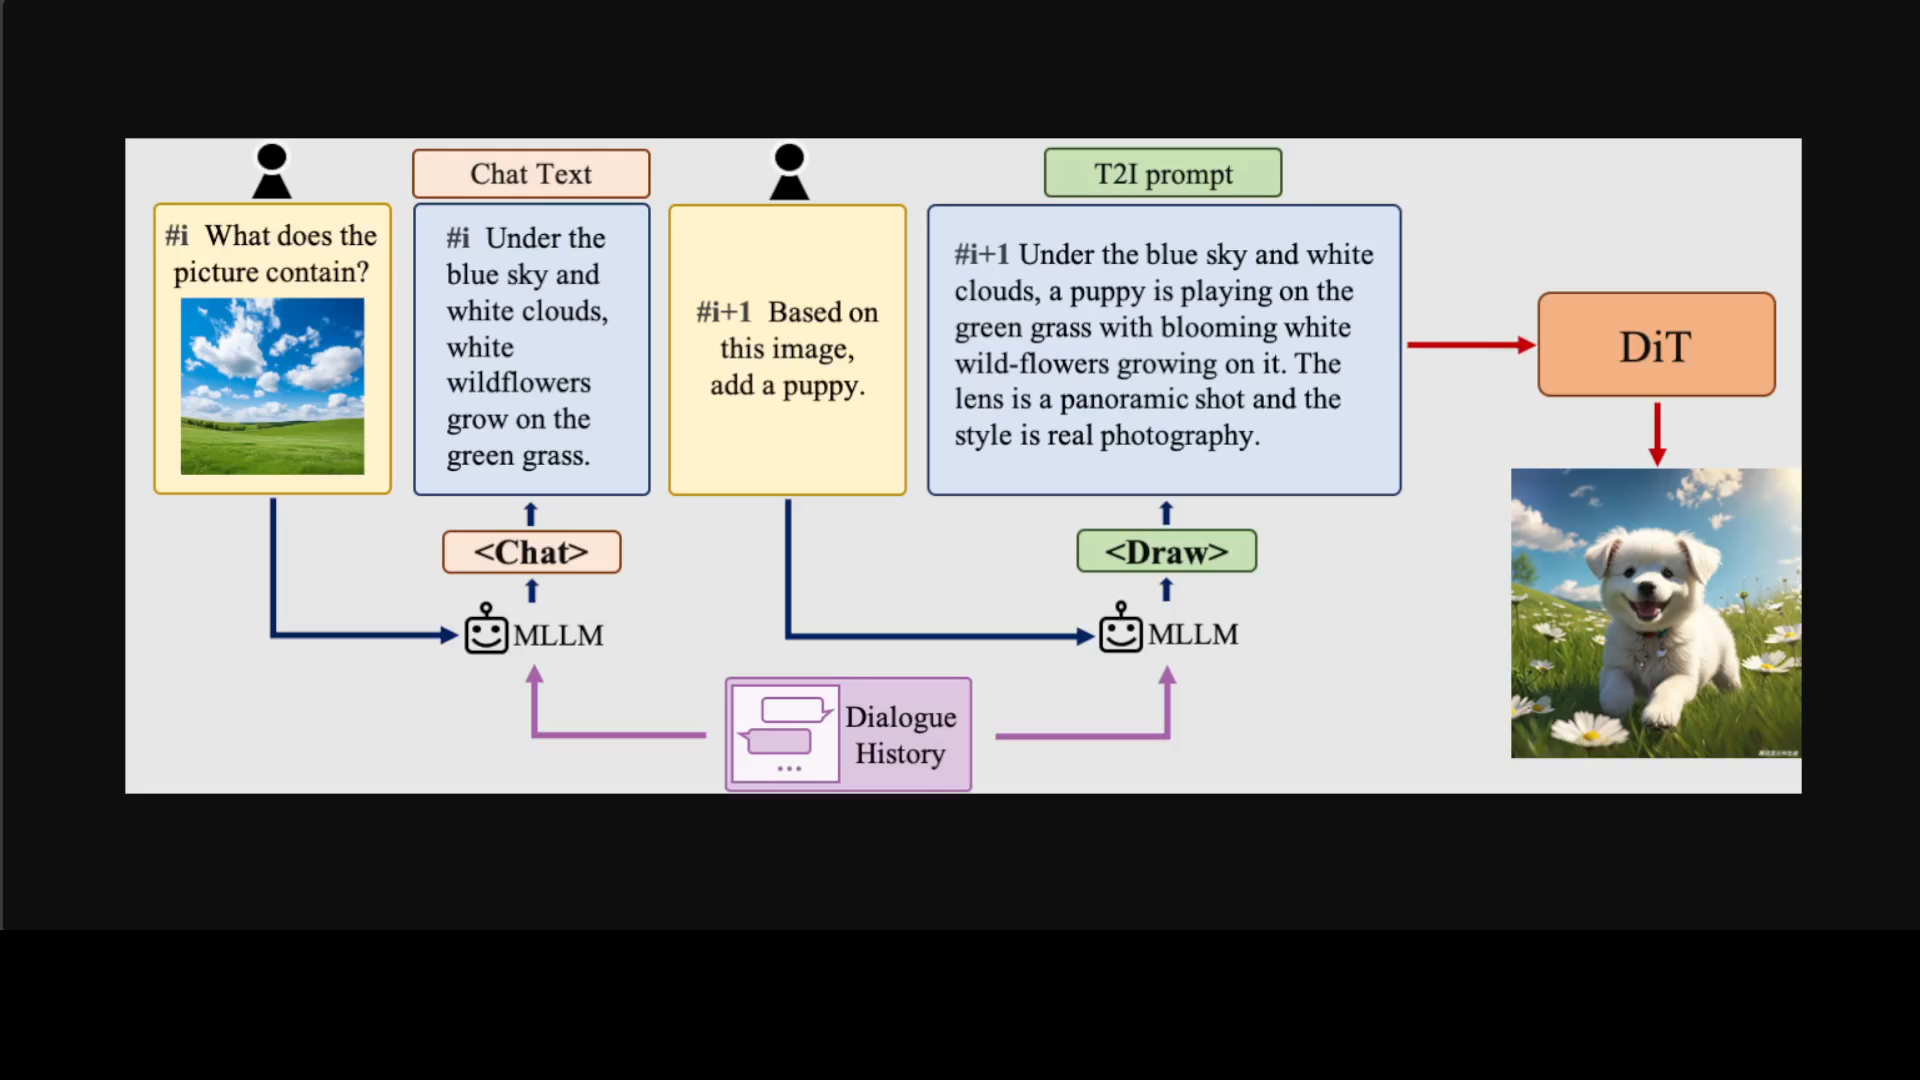 Chat Text
T2I prompt
#i What does the
picture contain?
#i Under the
blue sky and
white clouds,
white
wildflowers
grow on the
green grass.
#i+1 Based on
this image,
add a puppy.
#i+1 Under the blue sky and white
clouds, a puppy is playing on the
green grass with blooming white
wild-flowers growing on it. The
lens is a panoramic shot and the
style is real photography.
DiT
<Chat>
<Draw>
MLLM
MLLM
Dialogue
History